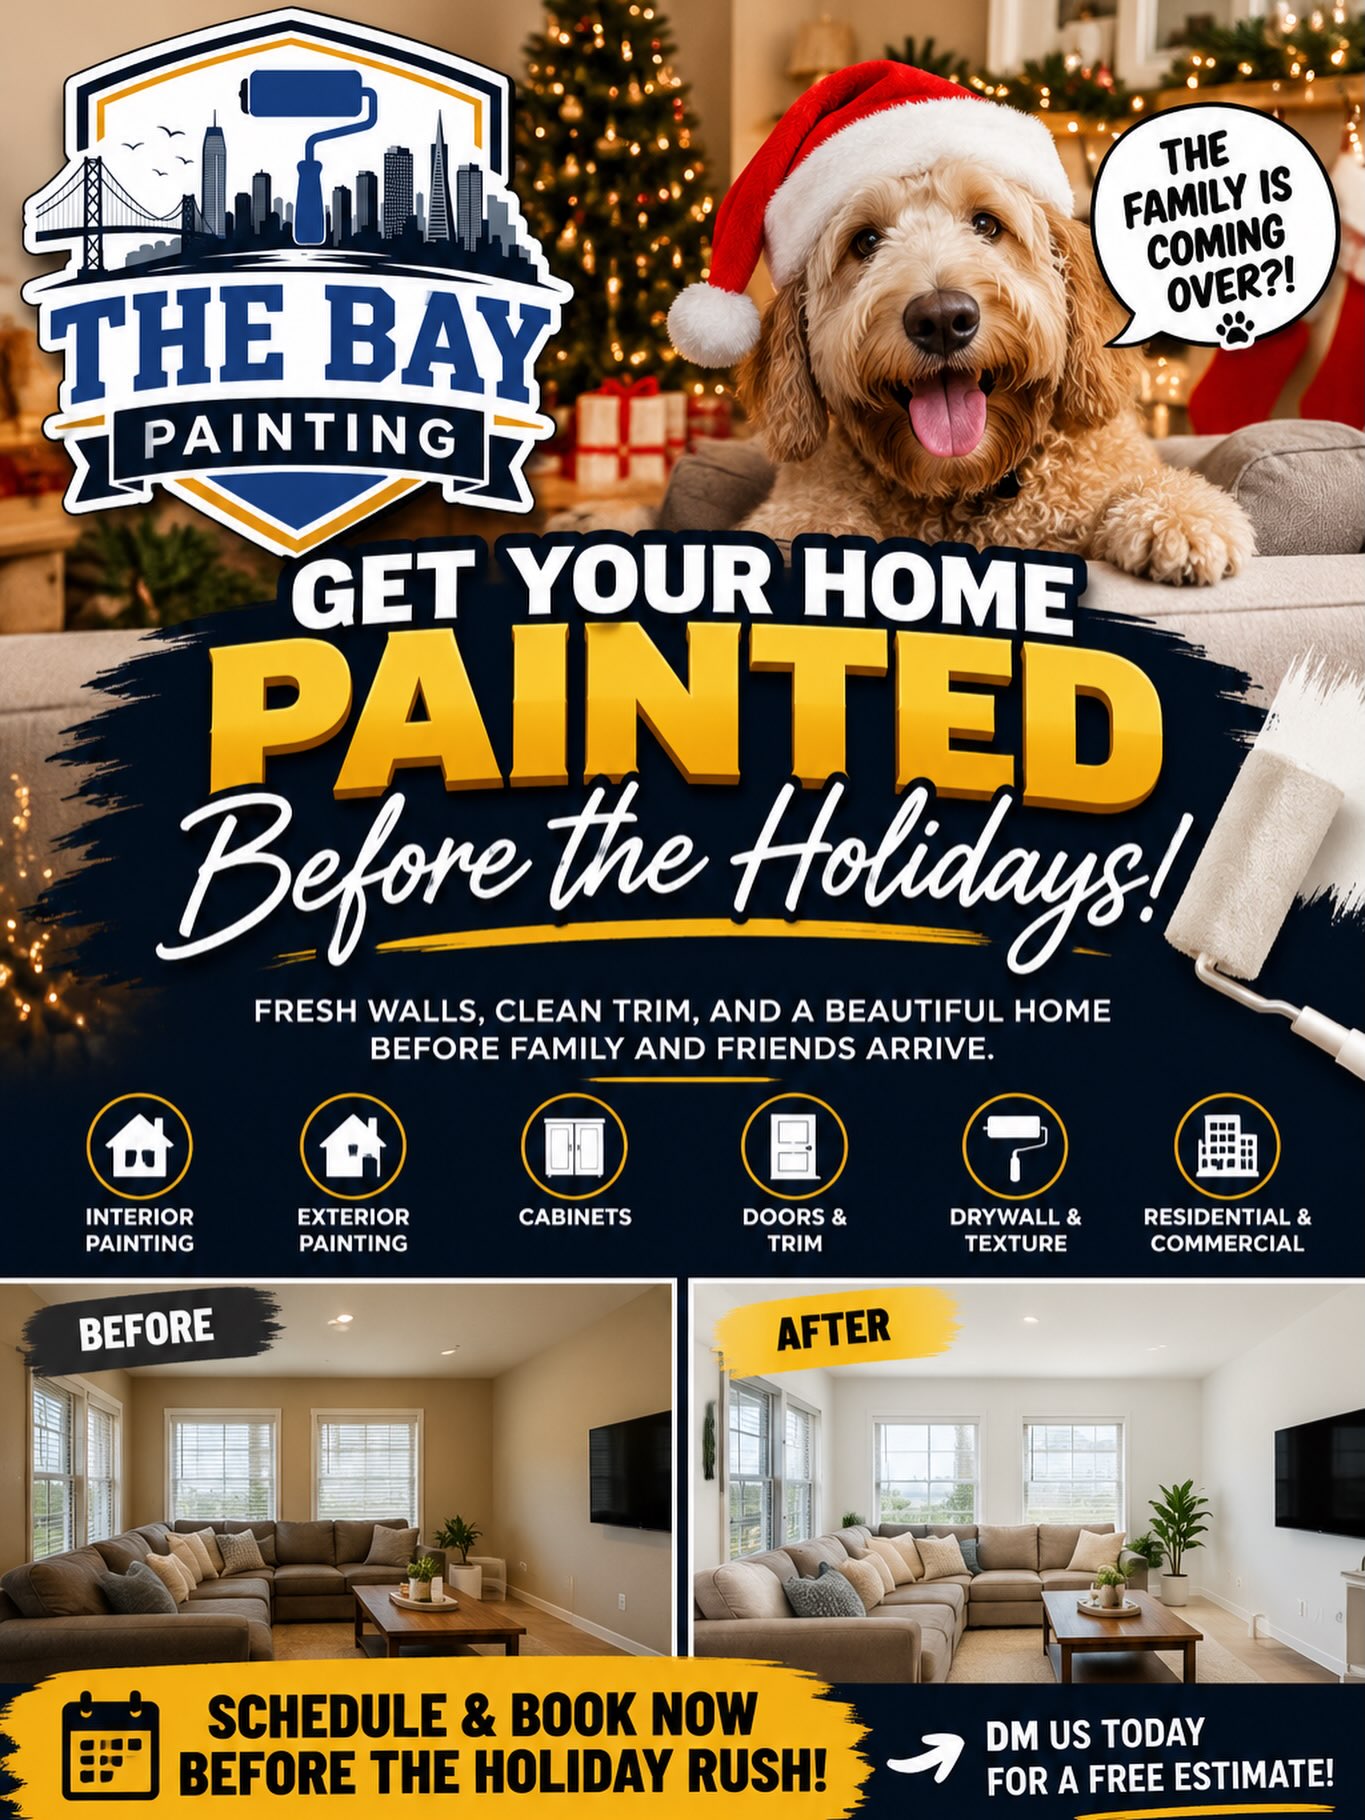 THE BAY
PAINTING
THE
FAMILY IS
COMING
OVER?!
GET YOUR HOME
PAINTED
Before the Holidays!
FRESH WALLS, CLEAN TRIM, AND A BEAUTIFUL HOME
BEFORE FAMILY AND FRIENDS ARRIVE.
INTERIOR
PAINTING
EXTERIOR
PAINTING
CABINETS
DOORS &
TRIM
DRYWALL &
TEXTURE
RESIDENTIAL &
COMMERCIAL
BEFORE
AFTER
SCHEDULE & BOOK NOW
BEFORE THE HOLIDAY RUSH!
DM US TODAY
FOR A FREE ESTIMATE!